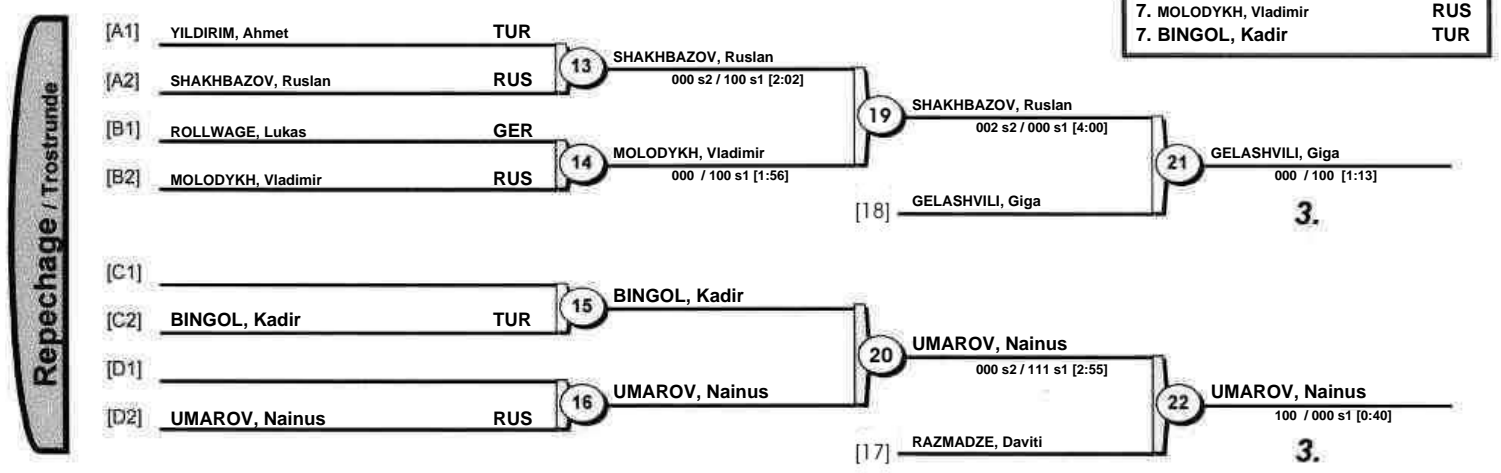 7. MOLODYKH, Vladimir RUS
7. BINGOL, Kadir TUR
Repechage / Trostrunde
[A1] YILDIRIM, Ahmet TUR
13 SHAKHBAZOV, Ruslan
000 s2 / 100 s1 [2:02]
[A2] SHAKHBAZOV, Ruslan RUS
19 SHAKHBAZOV, Ruslan
002 s2 / 000 s1 [4:00]
[B1] ROLLWAGE, Lukas GER
14 MOLODYKH, Vladimir
000 / 100 s1 [1:56]
[B2] MOLODYKH, Vladimir RUS
21 GELASHVILI, Giga
000 / 100 [1:13]
[18] GELASHVILI, Giga
3.
[C1]
15 BINGOL, Kadir
[C2] BINGOL, Kadir TUR
20 UMAROV, Nainus
000 s2 / 111 s1 [2:55]
[D1]
16 UMAROV, Nainus
[D2] UMAROV, Nainus RUS
22 UMAROV, Nainus
100 / 000 s1 [0:40]
[17] RAZMADZE, Daviti
3.